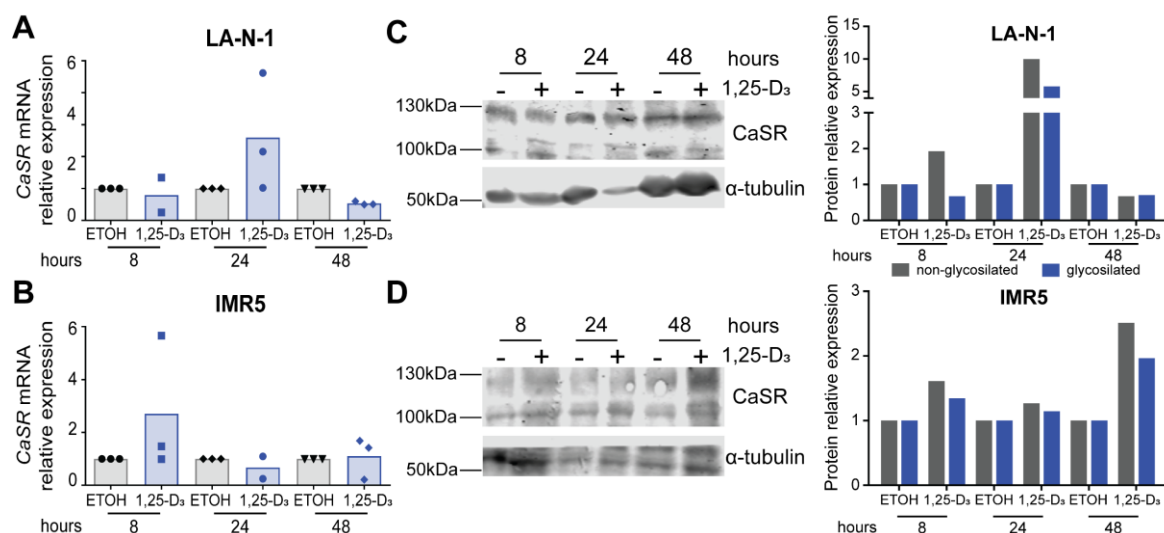 A
LA-N-1
CaSR mRNA
relative expression
6
4
2
1
0
ETOH 1,25-D₃ ETOH 1,25-D₃ ETOH 1,25-D₃
hours 8 24 48
B
IMR5
CaSR mRNA
relative expression
6
4
2
0
ETOH 1,25-D₃ ETOH 1,25-D₃ ETOH 1,25-D₃
hours 8 24 48
C
8 24 48 hours
- + - + - + 1,25-D₃
130kDa
CaSR
100kDa
50kDa
α-tubulin
LA-N-1
Protein relative expression
15
10
5
2
1
0
ETOH 1,25-D₃ ETOH 1,25-D₃ ETOH 1,25-D₃
hours 8 24 48
non-glycosilated glycosilated
D
8 24 48 hours
- + - + - + 1,25-D₃
130kDa
CaSR
100kDa
α-tubulin
50kDa
IMR5
Protein relative expression
3
2
1
0
ETOH 1,25-D₃ ETOH 1,25-D₃ ETOH 1,25-D₃
hours 8 24 48